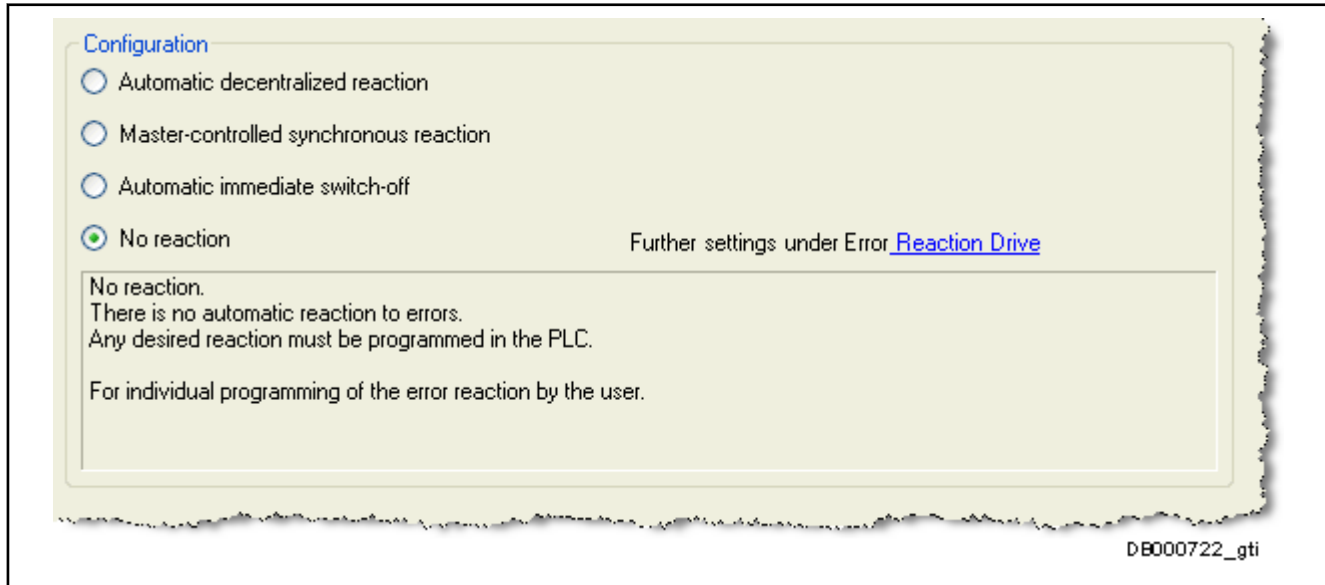 Configuration
Automatic decentralized reaction
Master-controlled synchronous reaction
Automatic immediate switch-off
No reaction
Further settings under Error Reaction Drive
No reaction.
There is no automatic reaction to errors.
Any desired reaction must be programmed in the PLC.
For individual programming of the error reaction by the user.
DB000722_gti